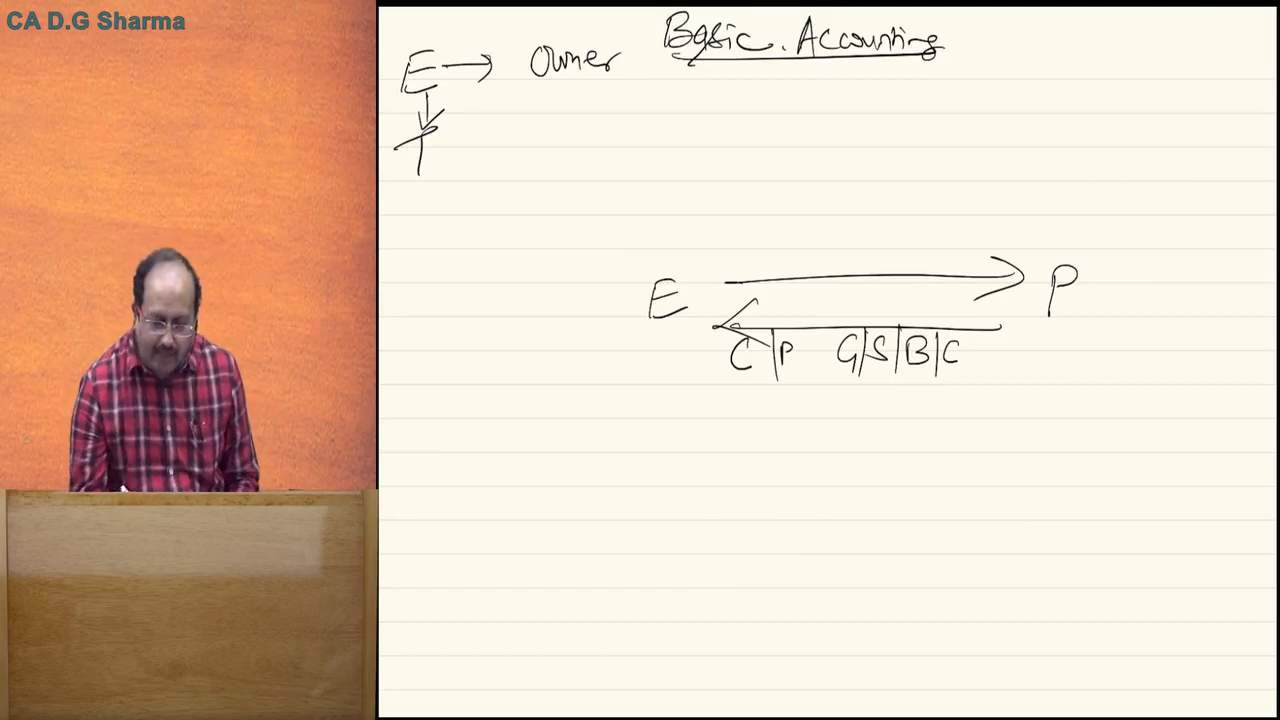 CA D.G Sharma
Basic Accounting
E → Owner
↓
T
E P
C | P G | S | B | C